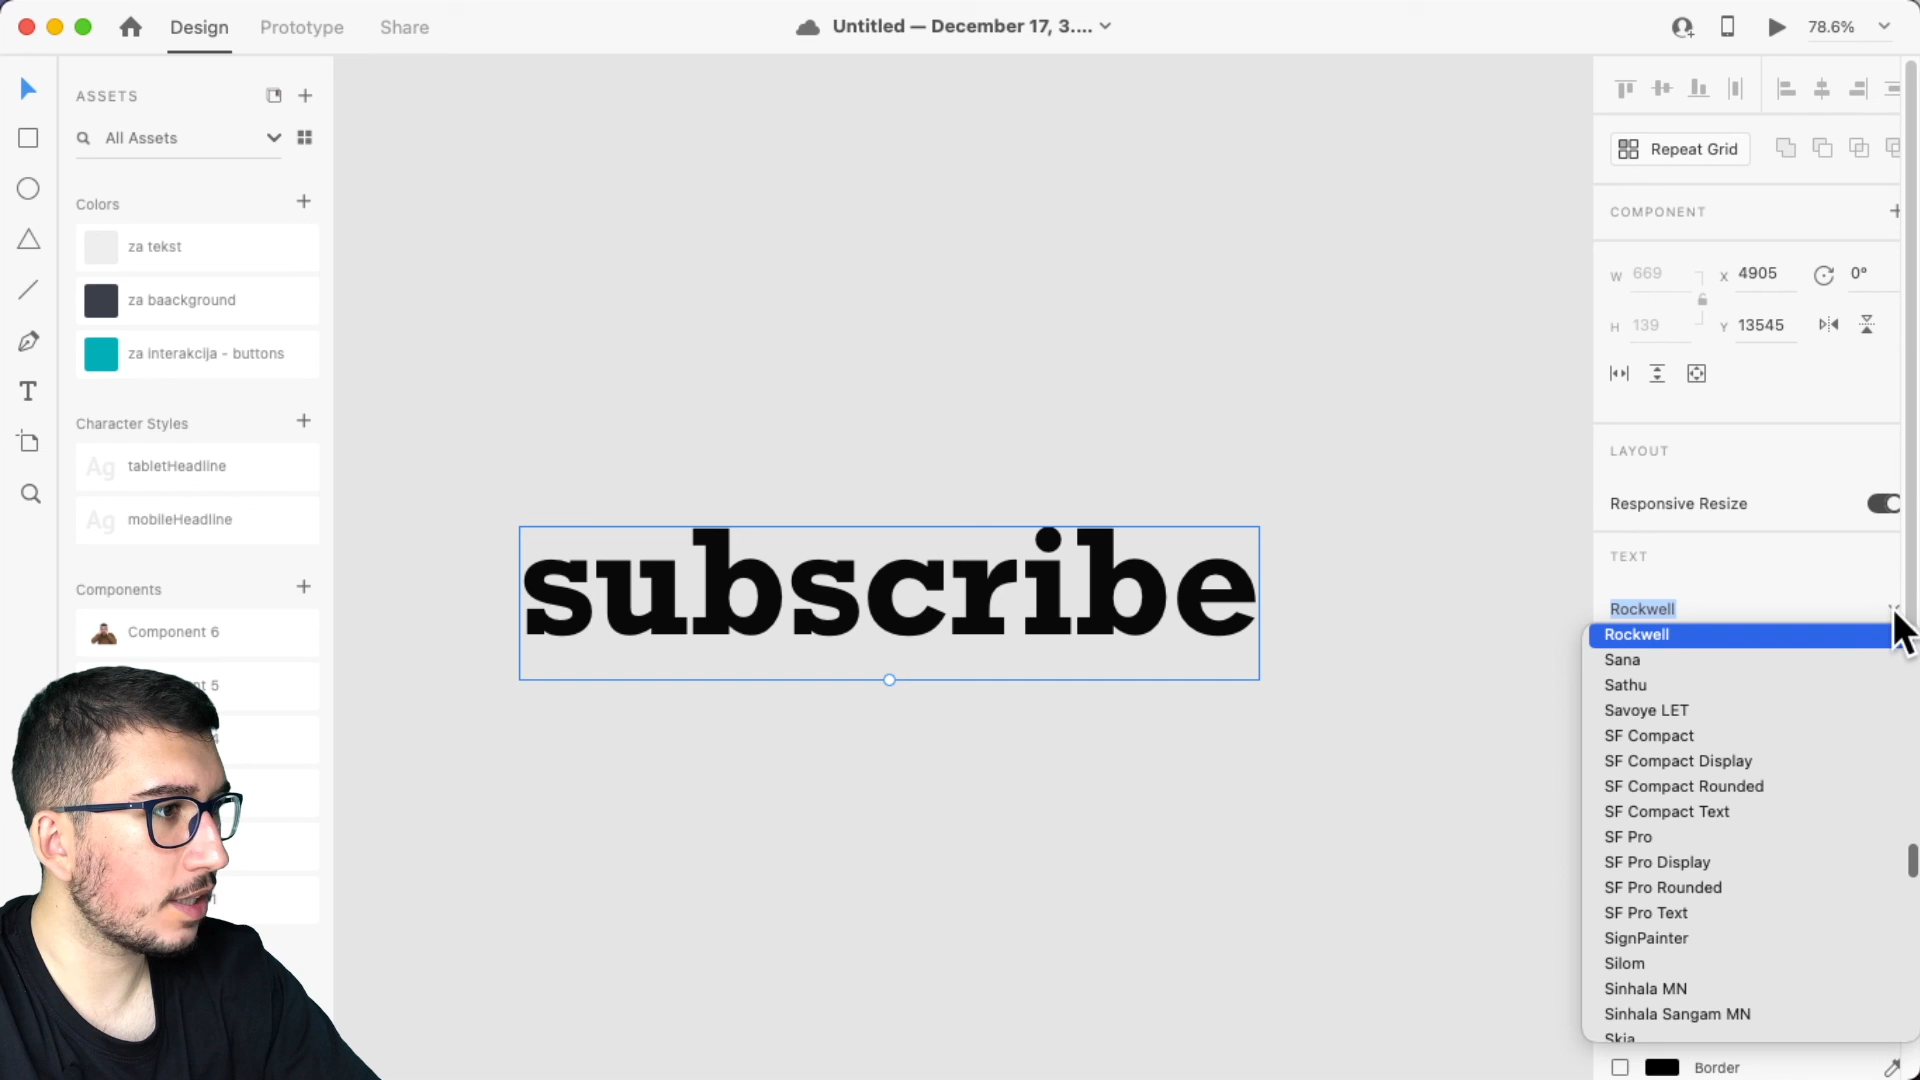 Design
Prototype
Share
Untitled — December 17, 3....
78.6%
ASSETS
All Assets
Colors
za tekst
za baackground
za interakcija - buttons
Character Styles
Ag tabletHeadline
Ag mobileHeadline
Components
Component 6
nt 5
subscribe
Repeat Grid
COMPONENT
W 669
X 4905
0°
H 139
Y 13545
LAYOUT
Responsive Resize
TEXT
Rockwell
Rockwell
Sana
Sathu
Savoye LET
SF Compact
SF Compact Display
SF Compact Rounded
SF Compact Text
SF Pro
SF Pro Display
SF Pro Rounded
SF Pro Text
SignPainter
Silom
Sinhala MN
Sinhala Sangam MN
Skia
Border